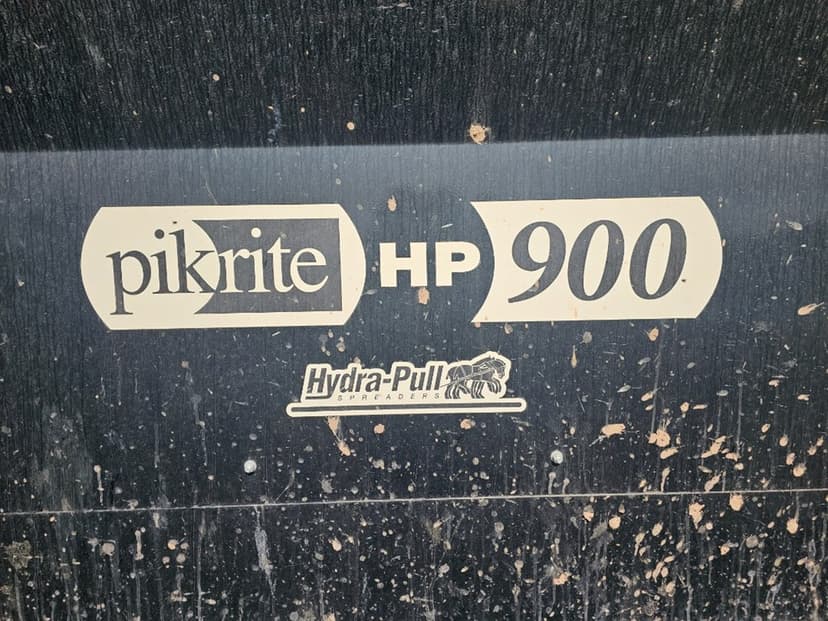 pikrite HP 900
Hydra-Pull
SPREADERS